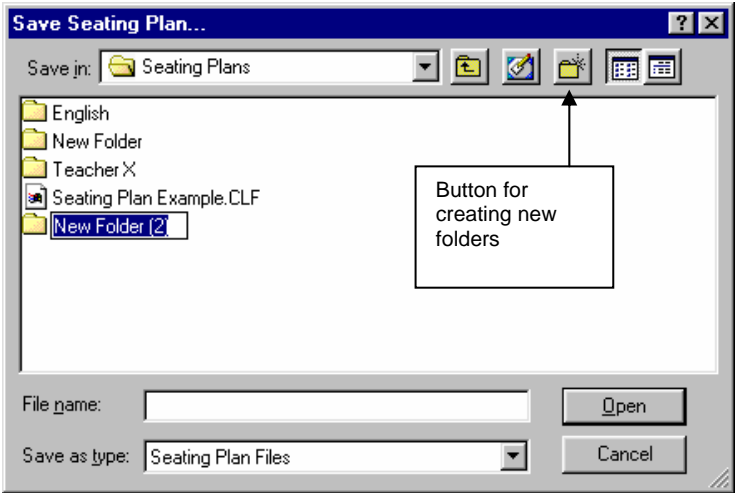 Save Seating Plan...
Save in: Seating Plans
English
New Folder
Teacher X
Seating Plan Example.CLF
New Folder (2)
Button for
creating new
folders
File name:
Open
Save as type: Seating Plan Files
Cancel